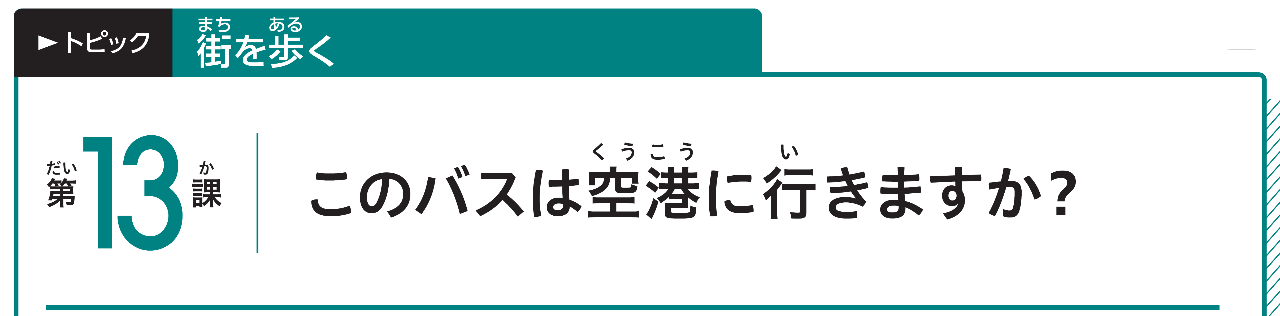 ▶トピック
まち ある
街を歩く
だい か
第13課
くうこう い
このバスは空港に行きますか?